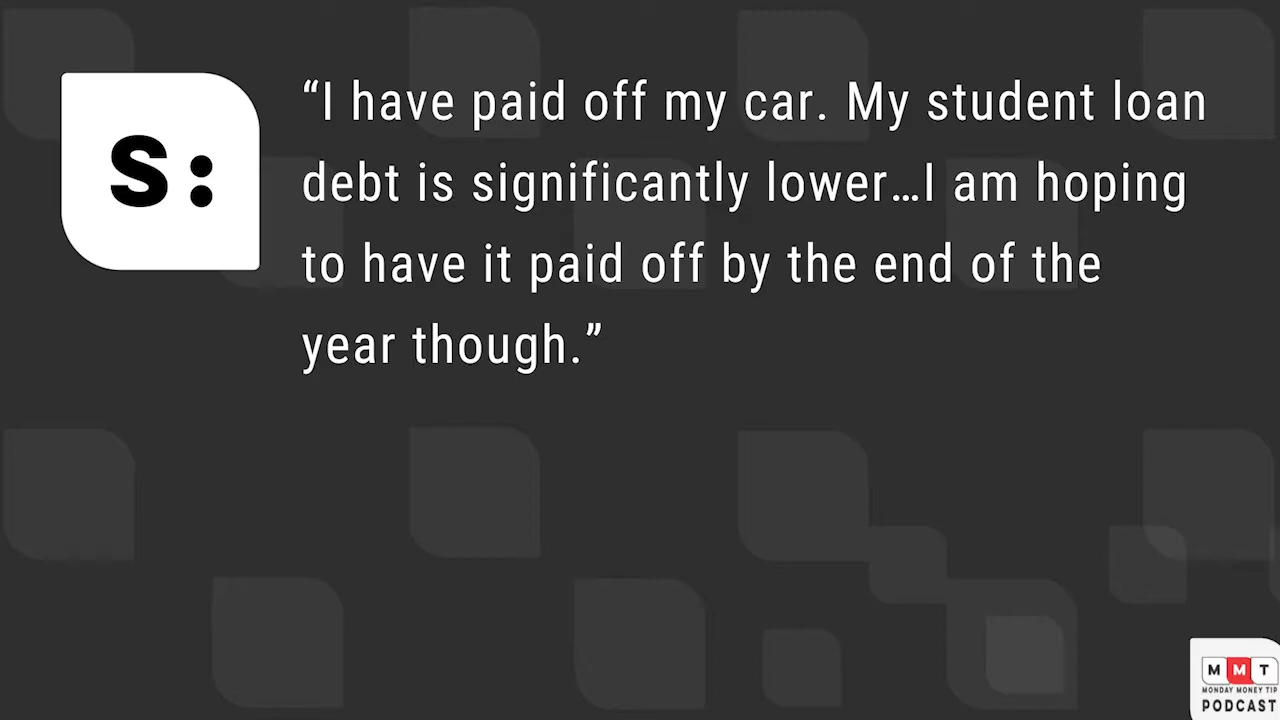 S:
“I have paid off my car. My student loan
debt is significantly lower…I am hoping
to have it paid off by the end of the
year though.”
MMT
MONDAY MONEY TIP
PODCAST